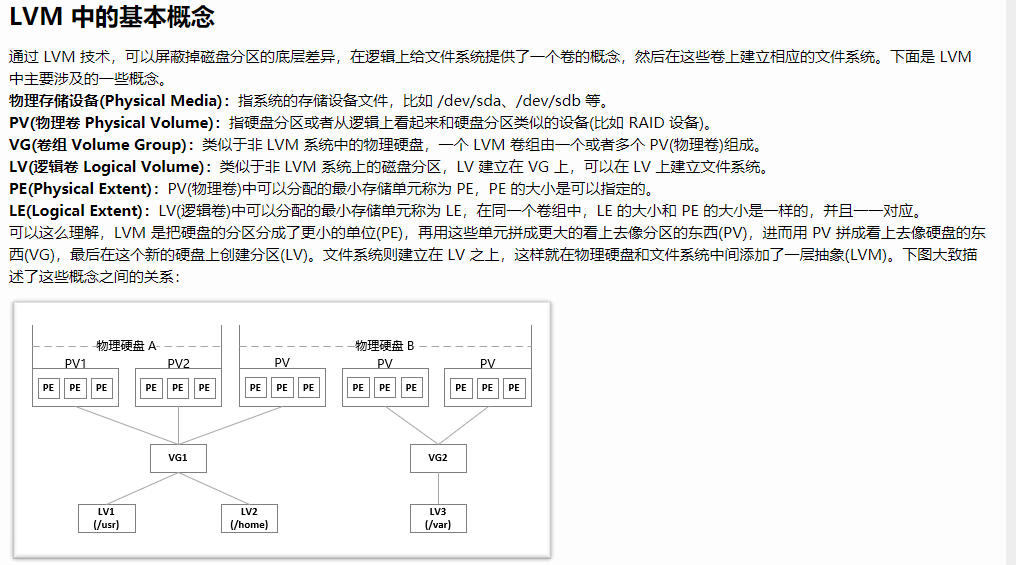 LVM 中的基本概念
通过 LVM 技术，可以屏蔽掉磁盘分区的底层差异，在逻辑上给文件系统提供了一个卷的概念，然后在这些卷上建立相应的文件系统。下面是 LVM
中主要涉及的一些概念。
物理存储设备(Physical Media)：指系统的存储设备文件，比如 /dev/sda、/dev/sdb 等。
PV(物理卷 Physical Volume)：指硬盘分区或者从逻辑上看起来和硬盘分区类似的设备(比如 RAID 设备)。
VG(卷组 Volume Group)：类似于非 LVM 系统中的物理硬盘，一个 LVM 卷组由一个或者多个 PV(物理卷)组成。
LV(逻辑卷 Logical Volume)：类似于非 LVM 系统上的磁盘分区，LV 建立在 VG 上，可以在 LV 上建立文件系统。
PE(Physical Extent)：PV(物理卷)中可以分配的最小存储单元称为 PE，PE 的大小是可以指定的。
LE(Logical Extent)：LV(逻辑卷)中可以分配的最小存储单元称为 LE，在同一个卷组中，LE 的大小和 PE 的大小是一样的，并且一一对应。
可以这么理解，LVM 是把硬盘的分区分成了更小的单位(PE)，再用这些单元拼成更大的看上去像分区的东西(PV)，进而用 PV 拼成看上去像硬盘的东
西(VG)，最后在这个新的硬盘上创建分区(LV)。文件系统则建立在 LV 之上，这样就在物理硬盘和文件系统中间添加了一层抽象(LVM)。下图大致描
述了这些概念之间的关系：
物理硬盘 A 物理硬盘 B
PV1 PV2 PV PV PV
PE PE PE PE PE PE PE PE PE PE PE PE PE PE PE
VG1 VG2
LV1 LV2 LV3
(/usr) (/home) (/var)